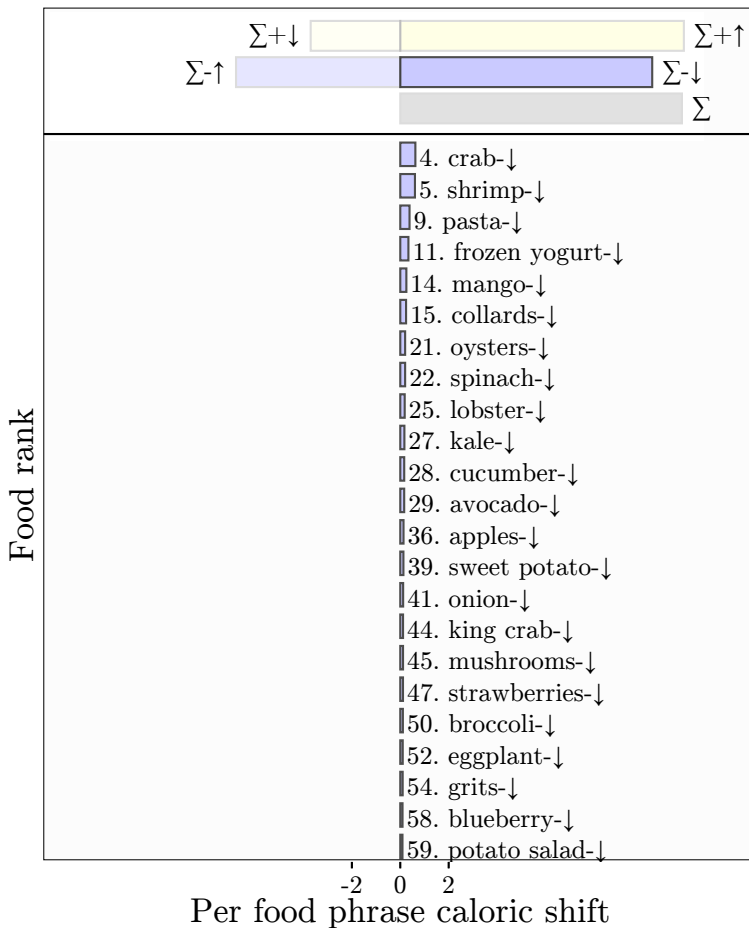 ∑+↓ ∑+↑
∑-↑ ∑-↓
∑
4. crab-↓
5. shrimp-↓
9. pasta-↓
11. frozen yogurt-↓
14. mango-↓
15. collards-↓
21. oysters-↓
22. spinach-↓
25. lobster-↓
27. kale-↓
28. cucumber-↓
29. avocado-↓
36. apples-↓
39. sweet potato-↓
41. onion-↓
44. king crab-↓
45. mushrooms-↓
47. strawberries-↓
50. broccoli-↓
52. eggplant-↓
54. grits-↓
58. blueberry-↓
59. potato salad-↓
Food rank
-2 0 2
Per food phrase caloric shift